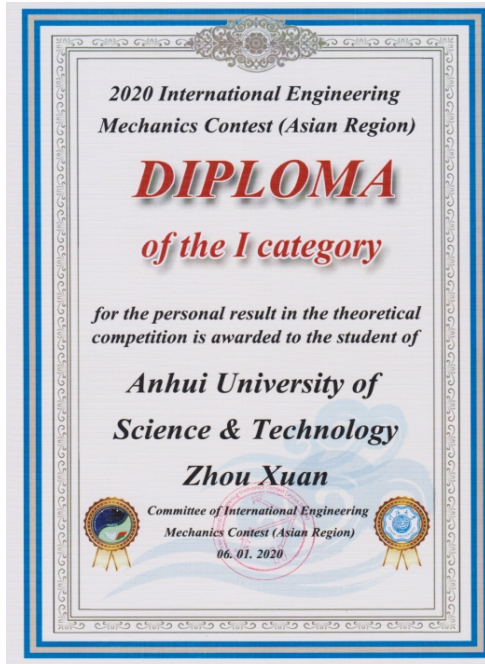 2020 International Engineering
Mechanics Contest (Asian Region)
DIPLOMA
of the I category
for the personal result in the theoretical
competition is awarded to the student of
Anhui University of
Science & Technology
Zhou Xuan
Committee of International Engineering
Mechanics Contest (Asian Region)
06. 01. 2020